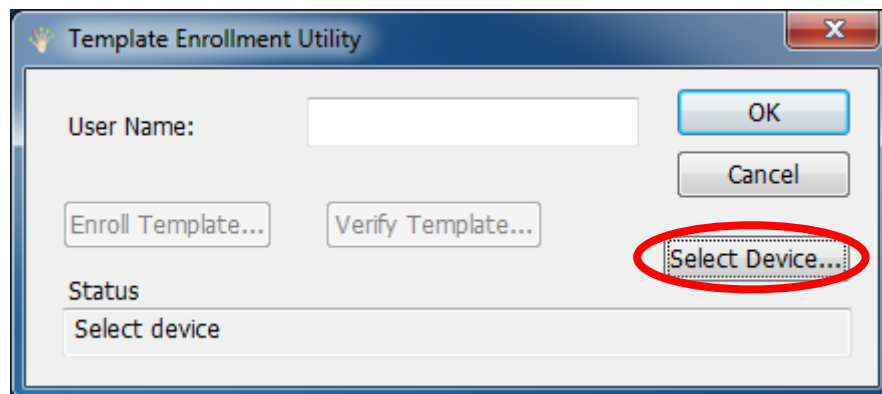 Template Enrollment Utility
User Name:
OK
Cancel
Enroll Template...
Verify Template...
Select Device...
Status
Select device